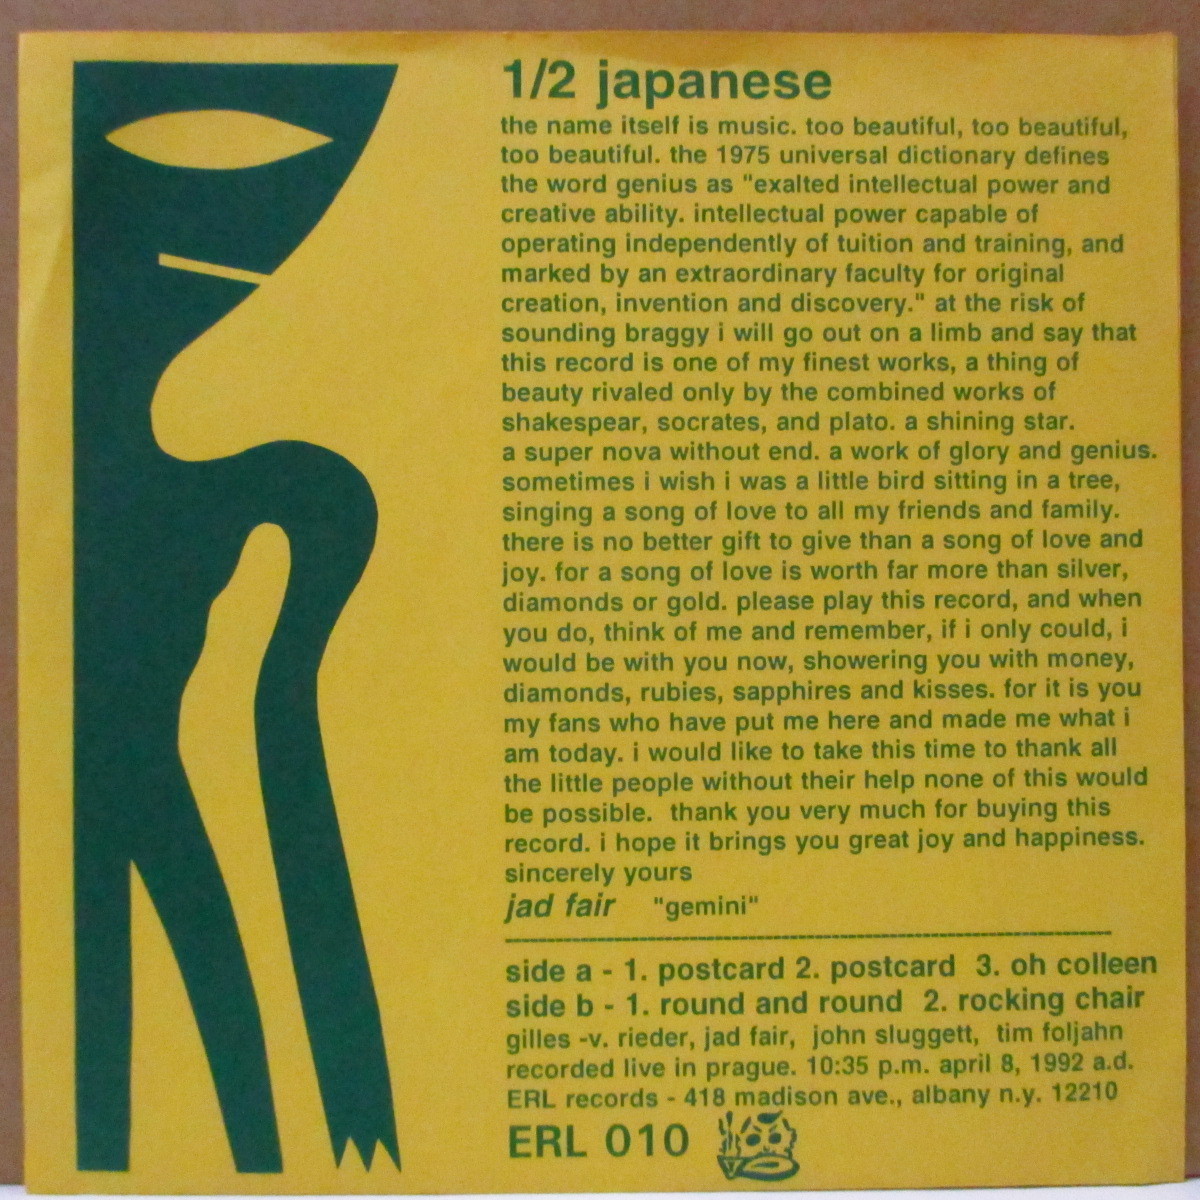 1/2 japanese
the name itself is music. too beautiful, too beautiful,
too beautiful. the 1975 universal dictionary defines
the word genius as "exalted intellectual power and
creative ability. intellectual power capable of
operating independently of tuition and training, and
marked by an extraordinary faculty for original
creation, invention and discovery." at the risk of
sounding braggy i will go out on a limb and say that
this record is one of my finest works, a thing of
beauty rivaled only by the combined works of
shakespear, socrates, and plato. a shining star.
a super nova without end. a work of glory and genius.
sometimes i wish i was a little bird sitting in a tree,
singing a song of love to all my friends and family.
there is no better gift to give than a song of love and
joy. for a song of love is worth far more than silver,
diamonds or gold. please play this record, and when
you do, think of me and remember, if i only could, i
would be with you now, showering you with money,
diamonds, rubies, sapphires and kisses. for it is you
my fans who have put me here and made me what i
am today. i would like to take this time to thank all
the little people without their help none of this would
be possible.  thank you very much for buying this
record. i hope it brings you great joy and happiness.
sincerely yours
jad fair "gemini"
side a - 1. postcard 2. postcard  3. oh colleen
side b - 1. round and round  2. rocking chair
gilles -v. rieder, jad fair,  john sluggett,  tim foljahn
recorded live in prague. 10:35 p.m. april 8, 1992 a.d.
ERL records - 418 madison ave., albany n.y. 12210
ERL 010